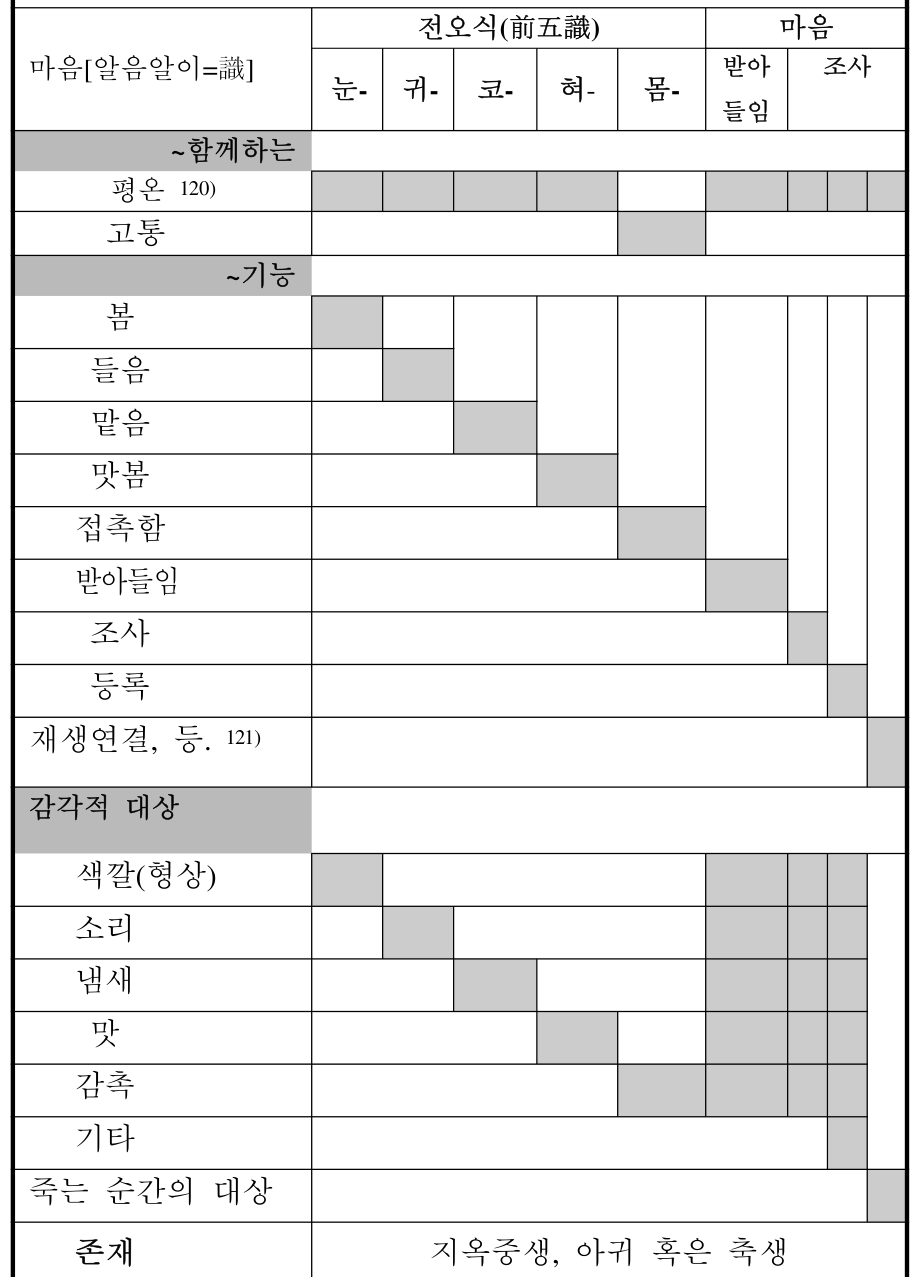 전오식(前五識) 마음
마음[알음알이=識] 눈- 귀- 코- 혀- 몸- 받아 조사
들임
~함께하는
평온 120)
고통
~기능
봄
들음
맡음
맛봄
접촉함
받아들임
조사
등록
재생연결, 등. 121)
감각적 대상
색깔(형상)
소리
냄새
맛
감촉
기타
죽는 순간의 대상
존재 지옥중생, 아귀 혹은 축생